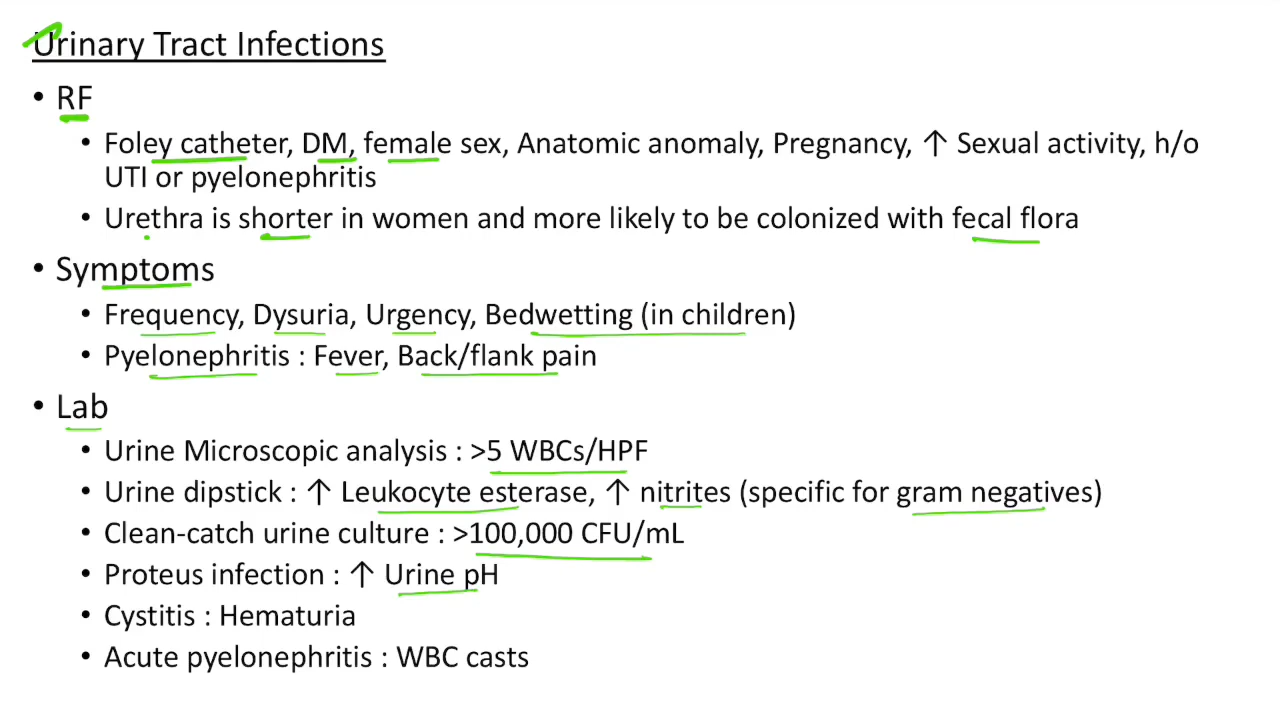 Urinary Tract Infections
• RF
• Foley catheter, DM, female sex, Anatomic anomaly, Pregnancy, ↑ Sexual activity, h/o
UTI or pyelonephritis
• Urethra is shorter in women and more likely to be colonized with fecal flora
• Symptoms
• Frequency, Dysuria, Urgency, Bedwetting (in children)
• Pyelonephritis : Fever, Back/flank pain
• Lab
• Urine Microscopic analysis : >5 WBCs/HPF
• Urine dipstick : ↑ Leukocyte esterase, ↑ nitrites (specific for gram negatives)
• Clean-catch urine culture : >100,000 CFU/mL
• Proteus infection : ↑ Urine pH
• Cystitis : Hematuria
• Acute pyelonephritis : WBC casts